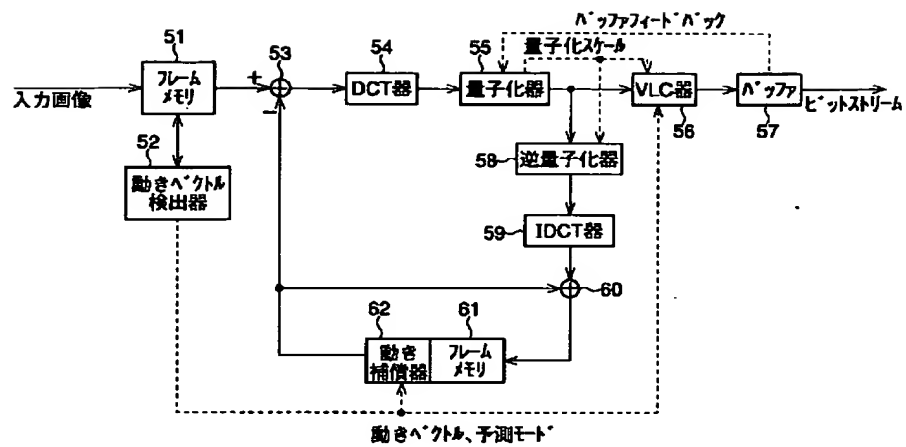 バッファフィードバック
量子化スケール
51
53
54
55
入力画像
フレーム
メモリ
+
−
DCT器
量子化器
VLC器
バッファ
ビットストリーム
56
57
52
動きベクトル
検出器
58
逆量子化器
59
IDCT器
60
62
61
動き
補償器
フレーム
メモリ
動きベクトル、予測モード